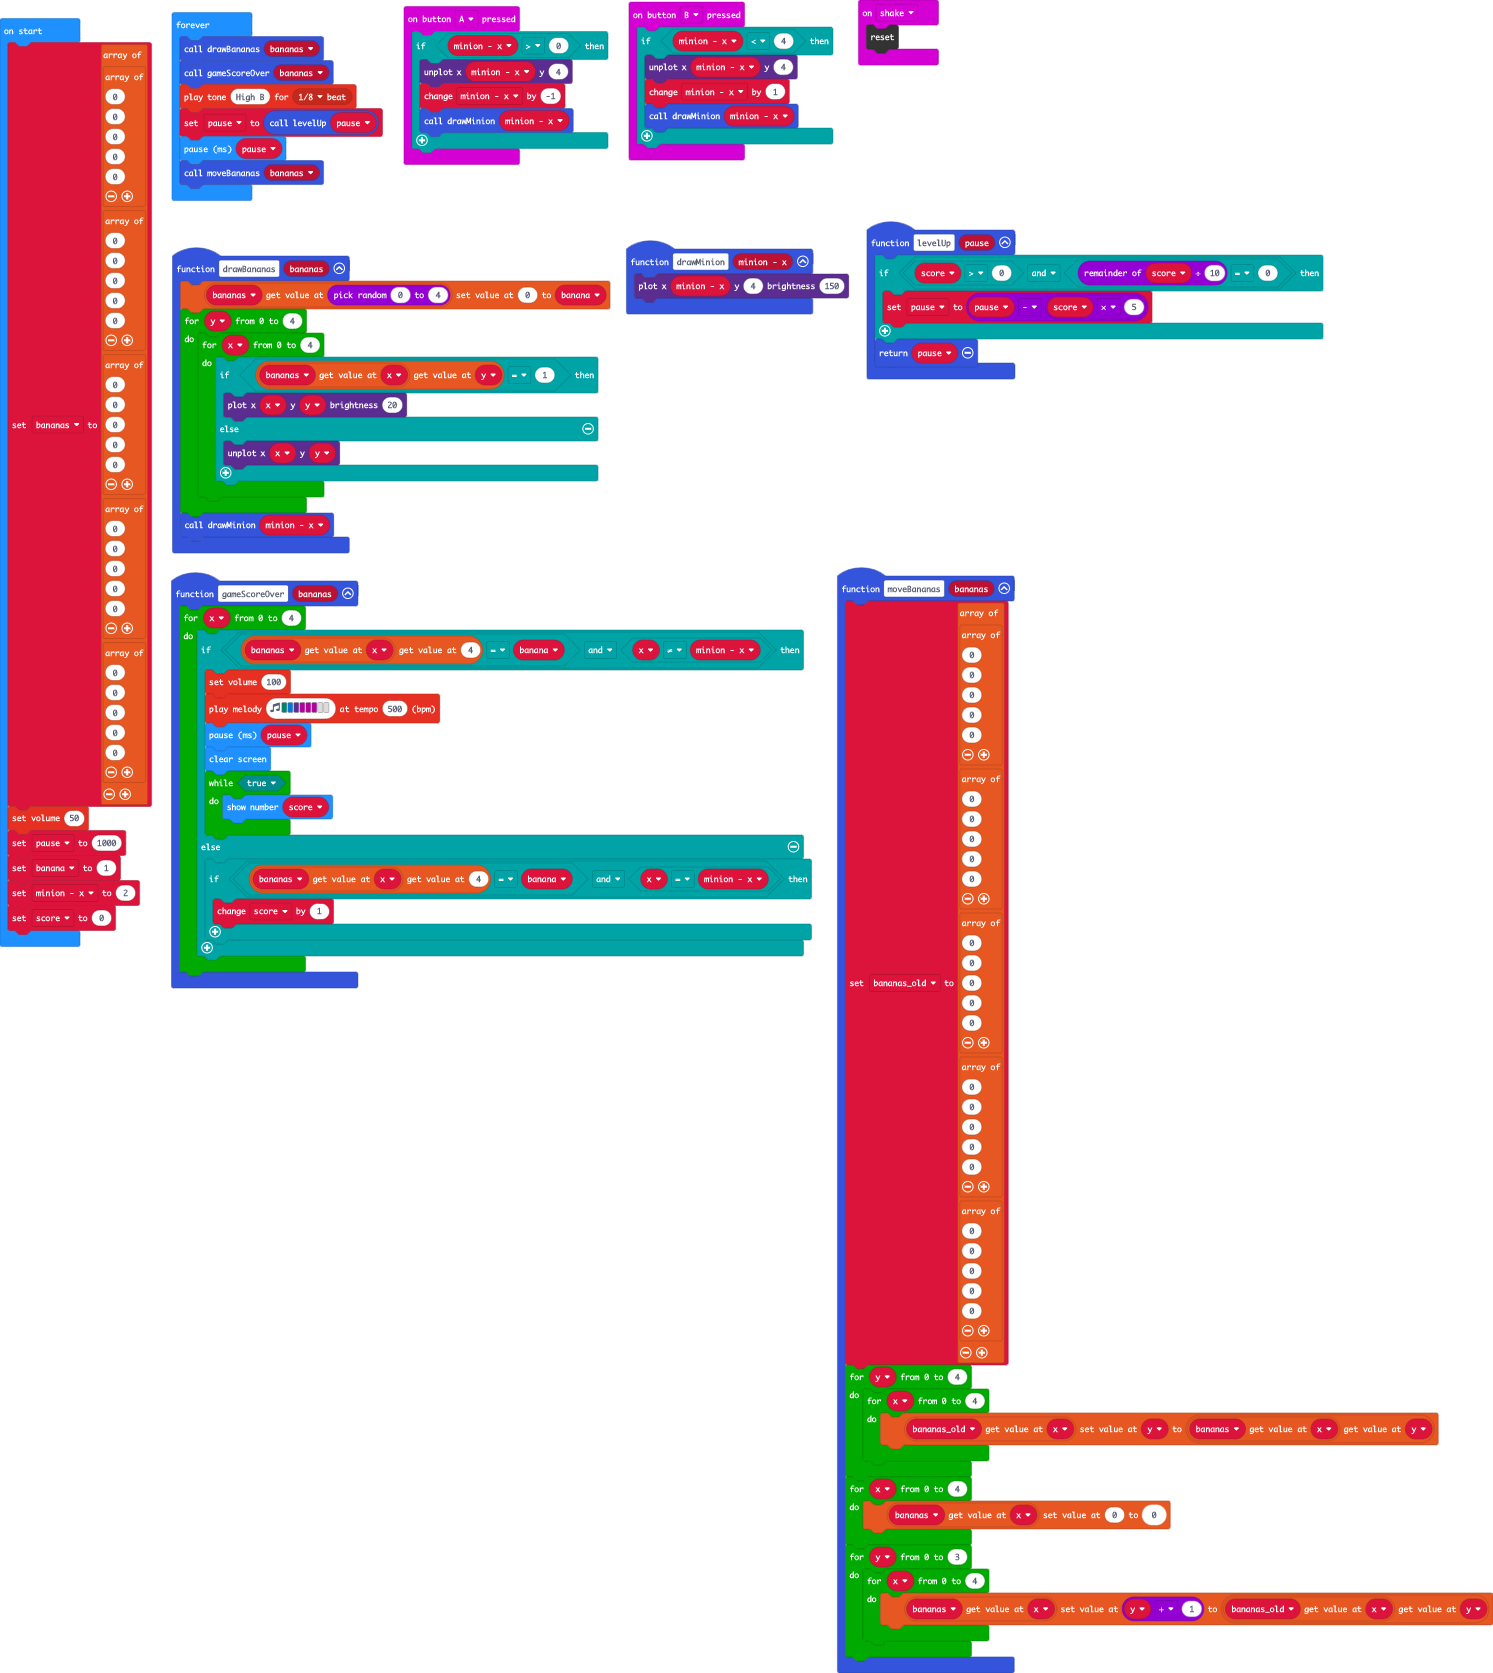 on start
set bananas to
array of
array of
0
0
0
0
0
array of
0
0
0
0
0
array of
0
0
0
0
0
array of
0
0
0
0
0
array of
0
0
0
0
0
set volume 50
set pause to 1000
set banana to 1
set minion - x to 2
set score to 0
forever
call drawBananas bananas
call gameScoreOver bananas
play tone High B for 1/8 beat
set pause to call levelUp pause
pause (ms) pause
call moveBananas bananas
on button A pressed
if minion - x > 0 then
unplot x minion - x y 4
change minion - x by -1
call drawMinion minion - x
on button B pressed
if minion - x < 4 then
unplot x minion - x y 4
change minion - x by 1
call drawMinion minion - x
on shake
reset
function drawBananas bananas
bananas get value at pick random 0 to 4 set value at 0 to banana
for y from 0 to 4
do
for x from 0 to 4
do
if bananas get value at x get value at y = 1 then
plot x x y y brightness 20
else
unplot x x y y
call drawMinion minion - x
function drawMinion minion - x
plot x minion - x y 4 brightness 150
function levelUp pause
if score > 0 and remainder of score ÷ 10 = 0 then
set pause to pause - score × 5
return pause
function gameScoreOver bananas
for x from 0 to 4
do
if bananas get value at x get value at 4 = banana and x ≠ minion - x then
set volume 100
play melody at tempo 500 (bpm)
pause (ms) pause
clear screen
while true
do
show number score
else
if bananas get value at x get value at 4 = banana and x = minion - x then
change score by 1
function moveBananas bananas
set bananas_old to
array of
array of
0
0
0
0
0
array of
0
0
0
0
0
array of
0
0
0
0
0
array of
0
0
0
0
0
array of
0
0
0
0
0
for y from 0 to 4
do
for x from 0 to 4
do
bananas_old get value at x set value at y to bananas get value at x get value at y
for x from 0 to 4
do
bananas get value at x set value at 0 to 0
for y from 0 to 3
do
for x from 0 to 4
do
bananas get value at x set value at y + 1 to bananas_old get value at x get value at y